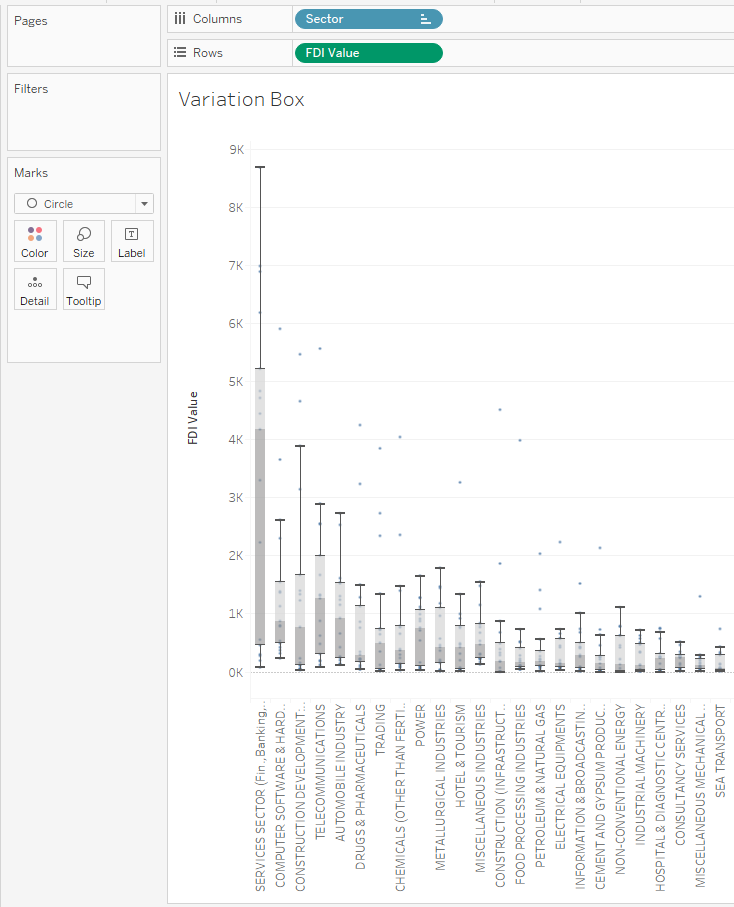 Pages
Columns
Sector
Rows
FDI Value
Filters
Marks
Circle
Color
Size
Label
Detail
Tooltip
Variation Box
FDI Value
9K
8K
7K
6K
5K
4K
3K
2K
1K
0K
SERVICES SECTOR (Fin.,Banking,..
COMPUTER SOFTWARE & HARD..
CONSTRUCTION DEVELOPMENT:..
TELECOMMUNICATIONS
AUTOMOBILE INDUSTRY
DRUGS & PHARMACEUTICALS
TRADING
CHEMICALS (OTHER THAN FERTI..
POWER
METALLURGICAL INDUSTRIES
HOTEL & TOURISM
MISCELLANEOUS INDUSTRIES
CONSTRUCTION (INFRASTRUCT..
FOOD PROCESSING INDUSTRIES
PETROLEUM & NATURAL GAS
ELECTRICAL EQUIPMENTS
INFORMATION & BROADCASTIN..
CEMENT AND GYPSUM PRODUC..
NON-CONVENTIONAL ENERGY
INDUSTRIAL MACHINERY
HOSPITAL & DIAGNOSTIC CENTR..
CONSULTANCY SERVICES
MISCELLANEOUS MECHANICAL ..
SEA TRANSPORT